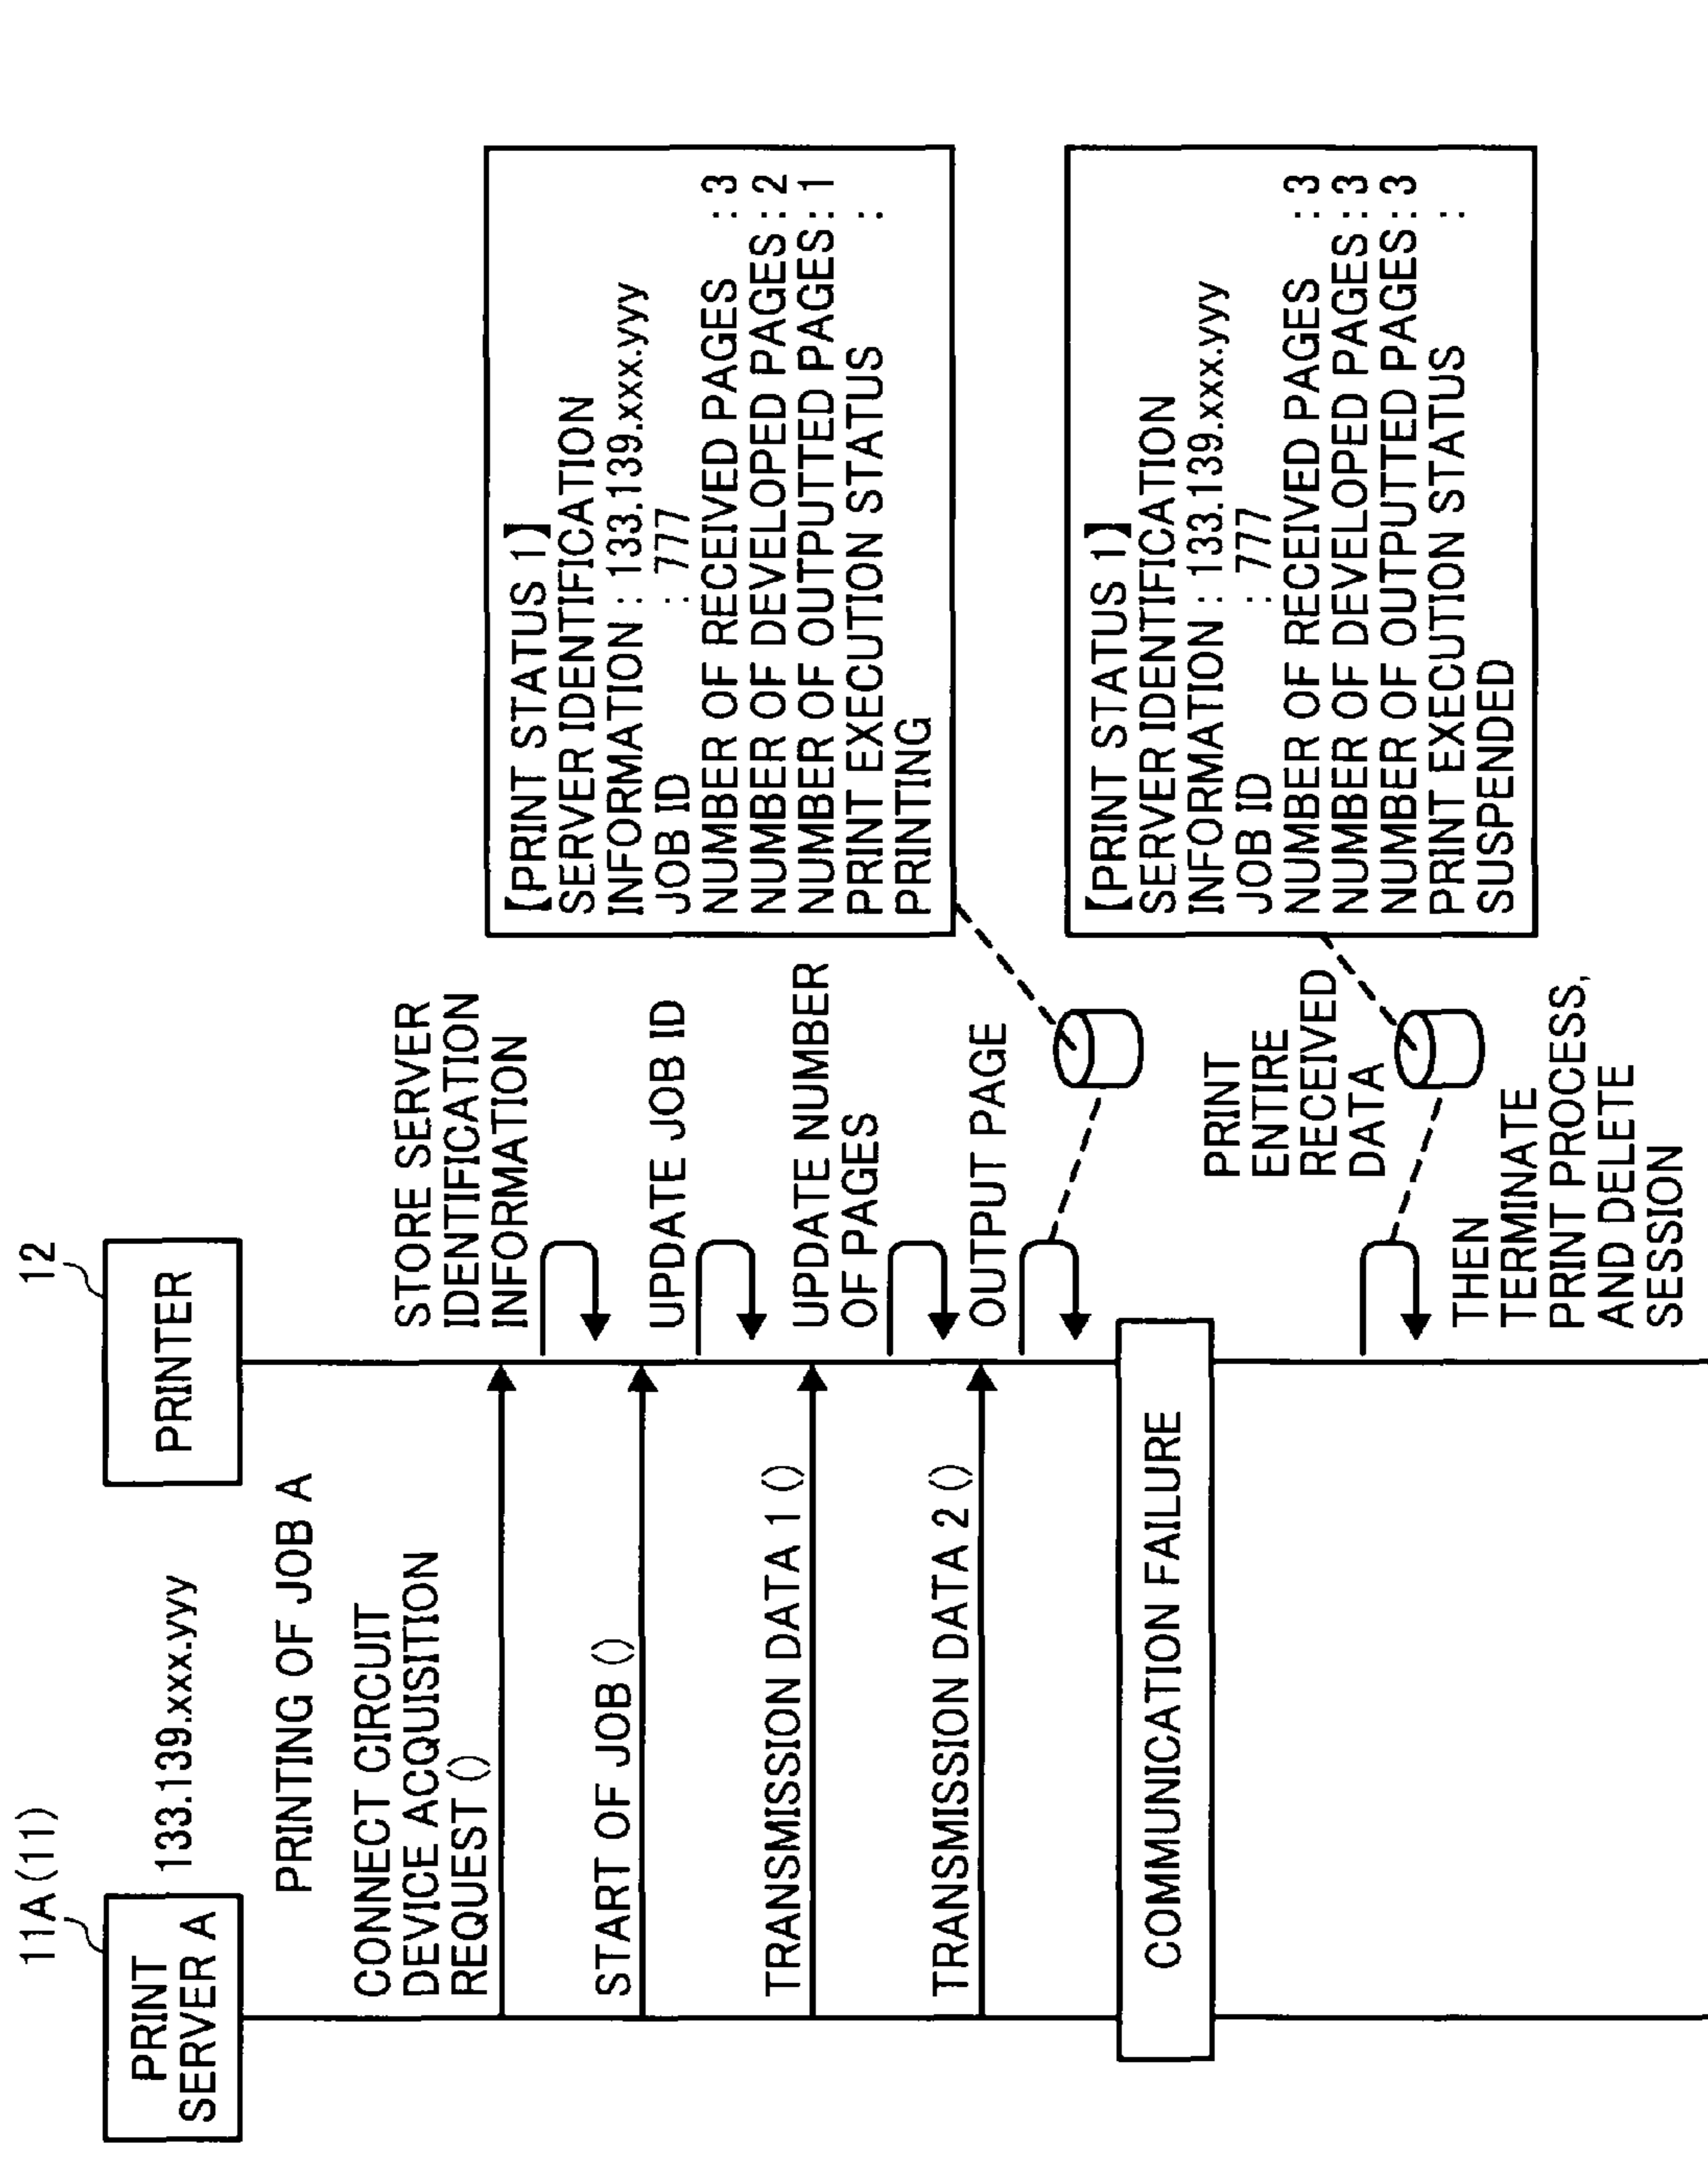 11A(11)
PRINT
SERVER A
133.139.xxx.yyy
12
PRINTER
PRINTING OF JOB A
CONNECT CIRCUIT
DEVICE ACQUISITION
REQUEST ()
STORE SERVER
IDENTIFICATION
INFORMATION
START OF JOB ()
UPDATE JOB ID
TRANSMISSION DATA 1 ()
UPDATE NUMBER
OF PAGES
TRANSMISSION DATA 2 ()
OUTPUT PAGE
【PRINT STATUS 1】
SERVER IDENTIFICATION
INFORMATION : 133.139.xxx.yyy
JOB ID : 777
NUMBER OF RECEIVED PAGES : 3
NUMBER OF DEVELOPED PAGES : 2
NUMBER OF OUTPUTTED PAGES : 1
PRINT EXECUTION STATUS :
PRINTING
COMMUNICATION FAILURE
PRINT
ENTIRE
RECEIVED
DATA
【PRINT STATUS 1】
SERVER IDENTIFICATION
INFORMATION : 133.139.xxx.yyy
JOB ID : 777
NUMBER OF RECEIVED PAGES : 3
NUMBER OF DEVELOPED PAGES : 3
NUMBER OF OUTPUTTED PAGES : 3
PRINT EXECUTION STATUS :
SUSPENDED
THEN
TERMINATE
PRINT PROCESS,
AND DELETE
SESSION